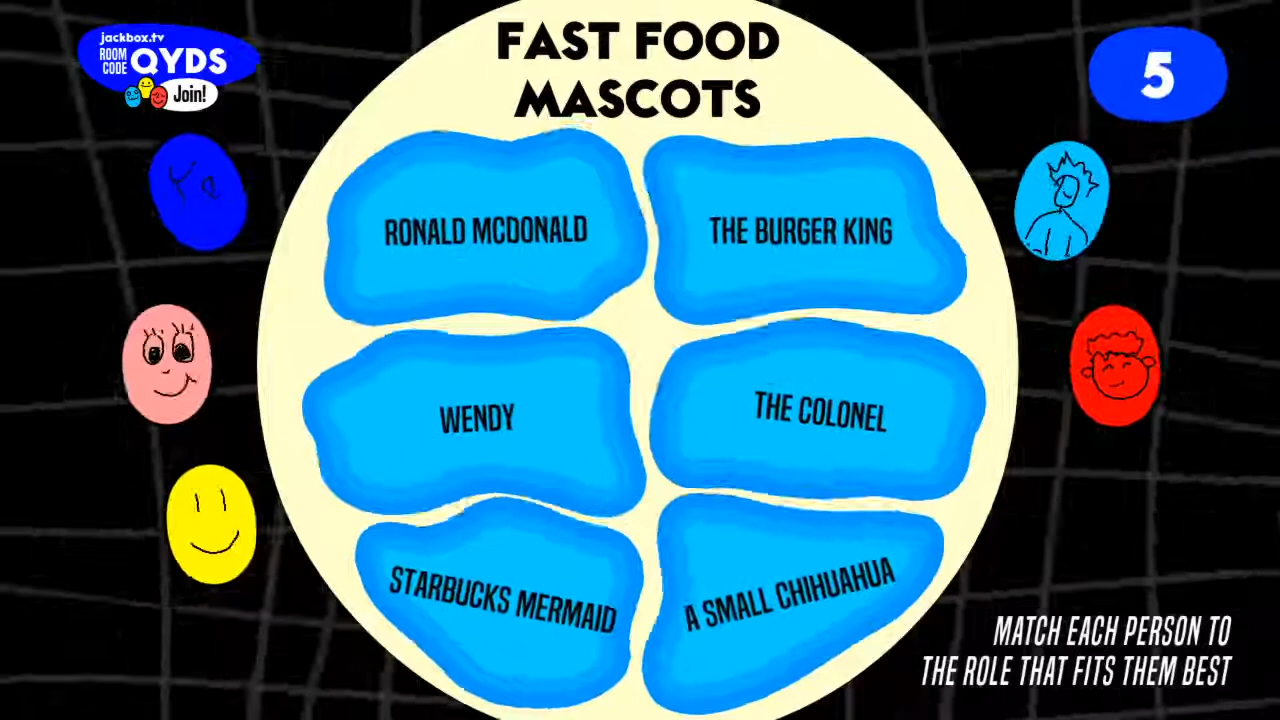 jackbox.tv
ROOM CODE QYDS
Join!
FAST FOOD
MASCOTS
5
RONALD MCDONALD
THE BURGER KING
WENDY
THE COLONEL
STARBUCKS MERMAID
A SMALL CHIHUAHUA
MATCH EACH PERSON TO
THE ROLE THAT FITS THEM BEST